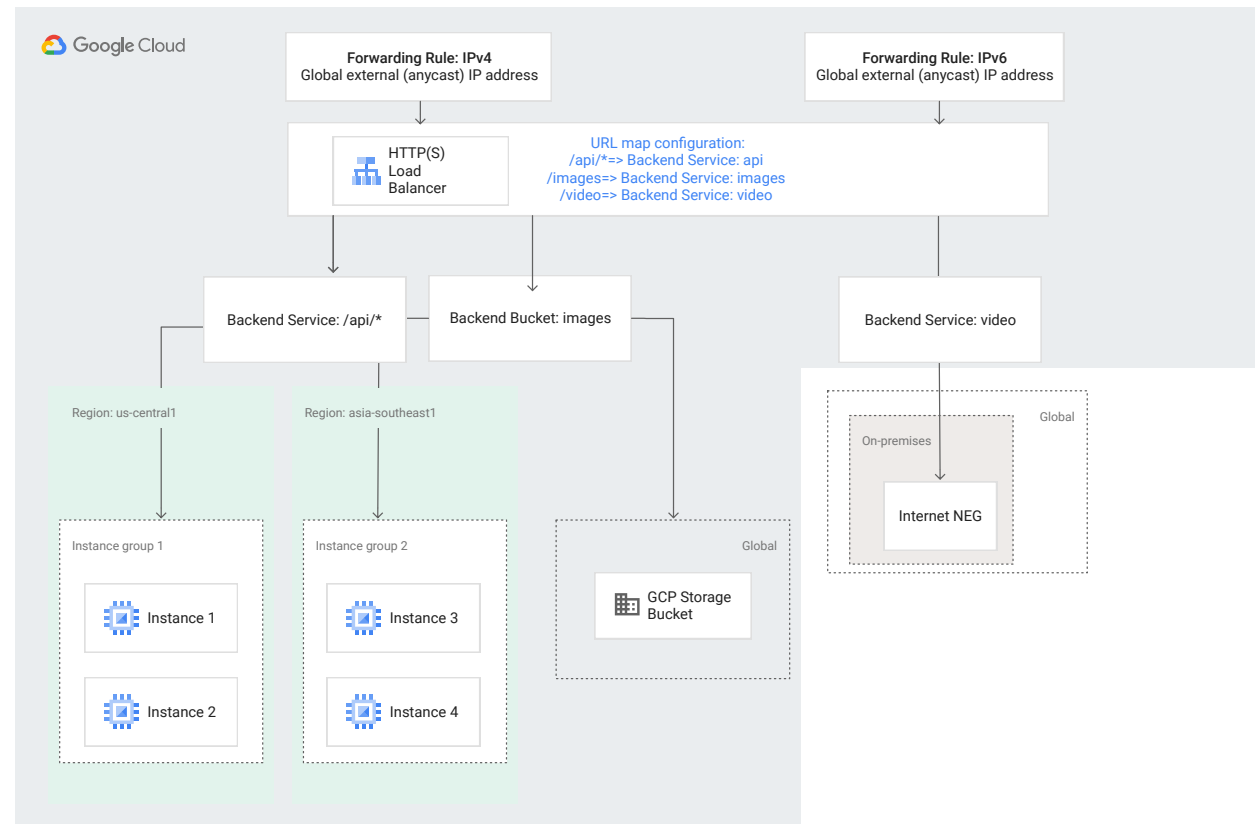 Google Cloud
Forwarding Rule: IPv4
Global external (anycast) IP address
Forwarding Rule: IPv6
Global external (anycast) IP address
HTTP(S)
Load
Balancer
URL map configuration:
/api/*=> Backend Service: api
/images=> Backend Service: images
/video=> Backend Service: video
Backend Service: /api/*
Backend Bucket: images
Backend Service: video
Region: us-central1
Region: asia-southeast1
Global
On-premises
Internet NEG
Instance group 1
Instance group 2
Global
Instance 1
Instance 3
GCP Storage
Bucket
Instance 2
Instance 4